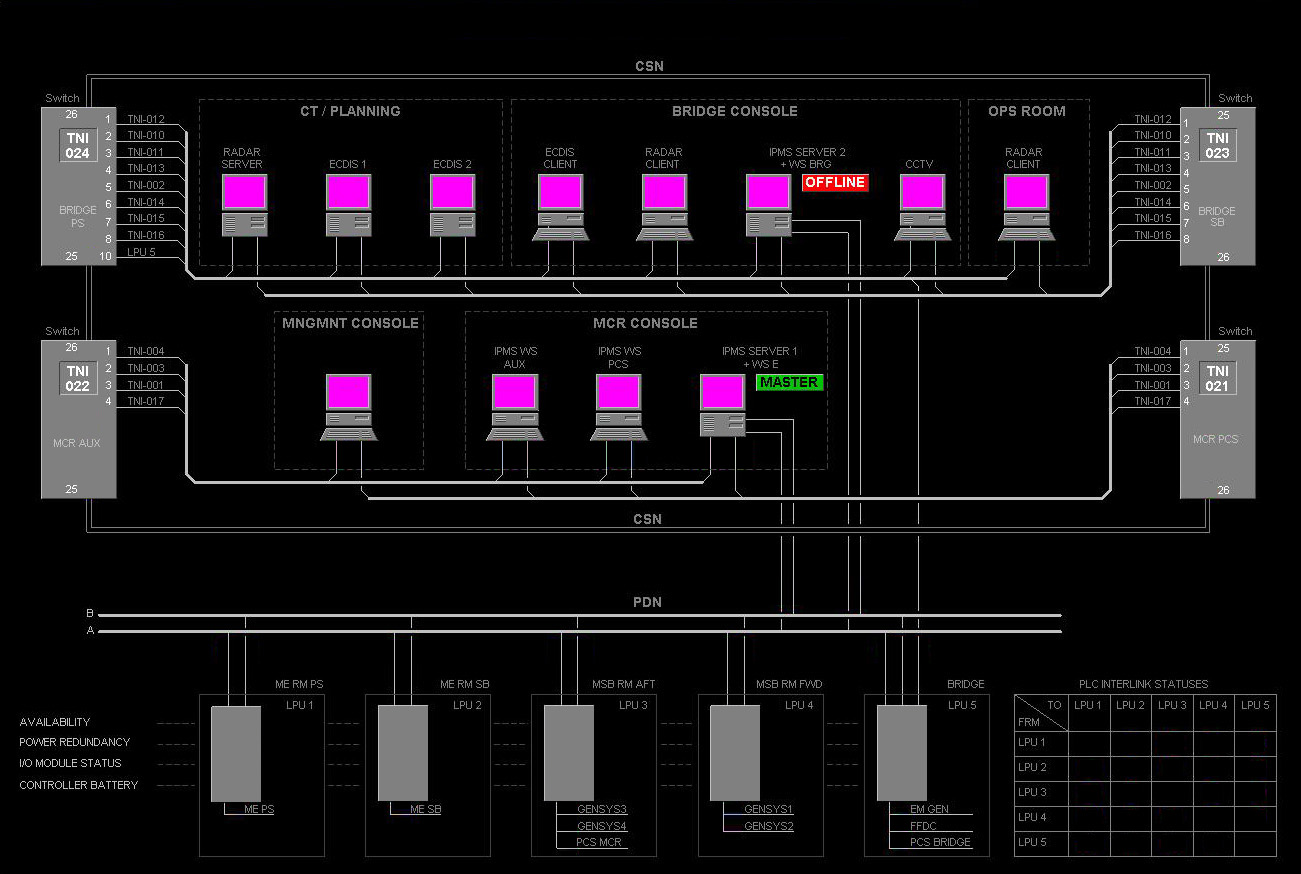 CSN
Switch
26
TNI
024
BRIDGE
PS
25
1 TNI-012
2 TNI-010
3 TNI-011
4 TNI-013
5 TNI-002
6 TNI-014
7 TNI-015
8 TNI-016
10 LPU 5
CT / PLANNING
RADAR
SERVER
ECDIS 1
ECDIS 2
BRIDGE CONSOLE
ECDIS
CLIENT
RADAR
CLIENT
IPMS SERVER 2
+ WS BRG
OFFLINE
CCTV
OPS ROOM
RADAR
CLIENT
Switch
25
TNI
023
BRIDGE
SB
26
TNI-012 1
TNI-010 2
TNI-011 3
TNI-013 4
TNI-002 5
TNI-014 6
TNI-015 7
TNI-016 8
Switch
26
TNI
022
MCR AUX
25
1 TNI-004
2 TNI-003
3 TNI-001
4 TNI-017
MNGMNT CONSOLE
MCR CONSOLE
IPMS WS
AUX
IPMS WS
PCS
IPMS SERVER 1
+ WS E
MASTER
Switch
25
TNI
021
MCR PCS
26
TNI-004 1
TNI-003 2
TNI-001 3
TNI-017 4
CSN
PDN
B
A
AVAILABILITY
POWER REDUNDANCY
I/O MODULE STATUS
CONTROLLER BATTERY
ME RM PS
LPU 1
ME PS
ME RM SB
LPU 2
ME SB
MSB RM AFT
LPU 3
GENSYS3
GENSYS4
PCS MCR
MSB RM FWD
LPU 4
GENSYS1
GENSYS2
BRIDGE
LPU 5
EM GEN
FFDC
PCS BRIDGE
PLC INTERLINK STATUSES
TO LPU 1 LPU 2 LPU 3 LPU 4 LPU 5
FRM
LPU 1
LPU 2
LPU 3
LPU 4
LPU 5